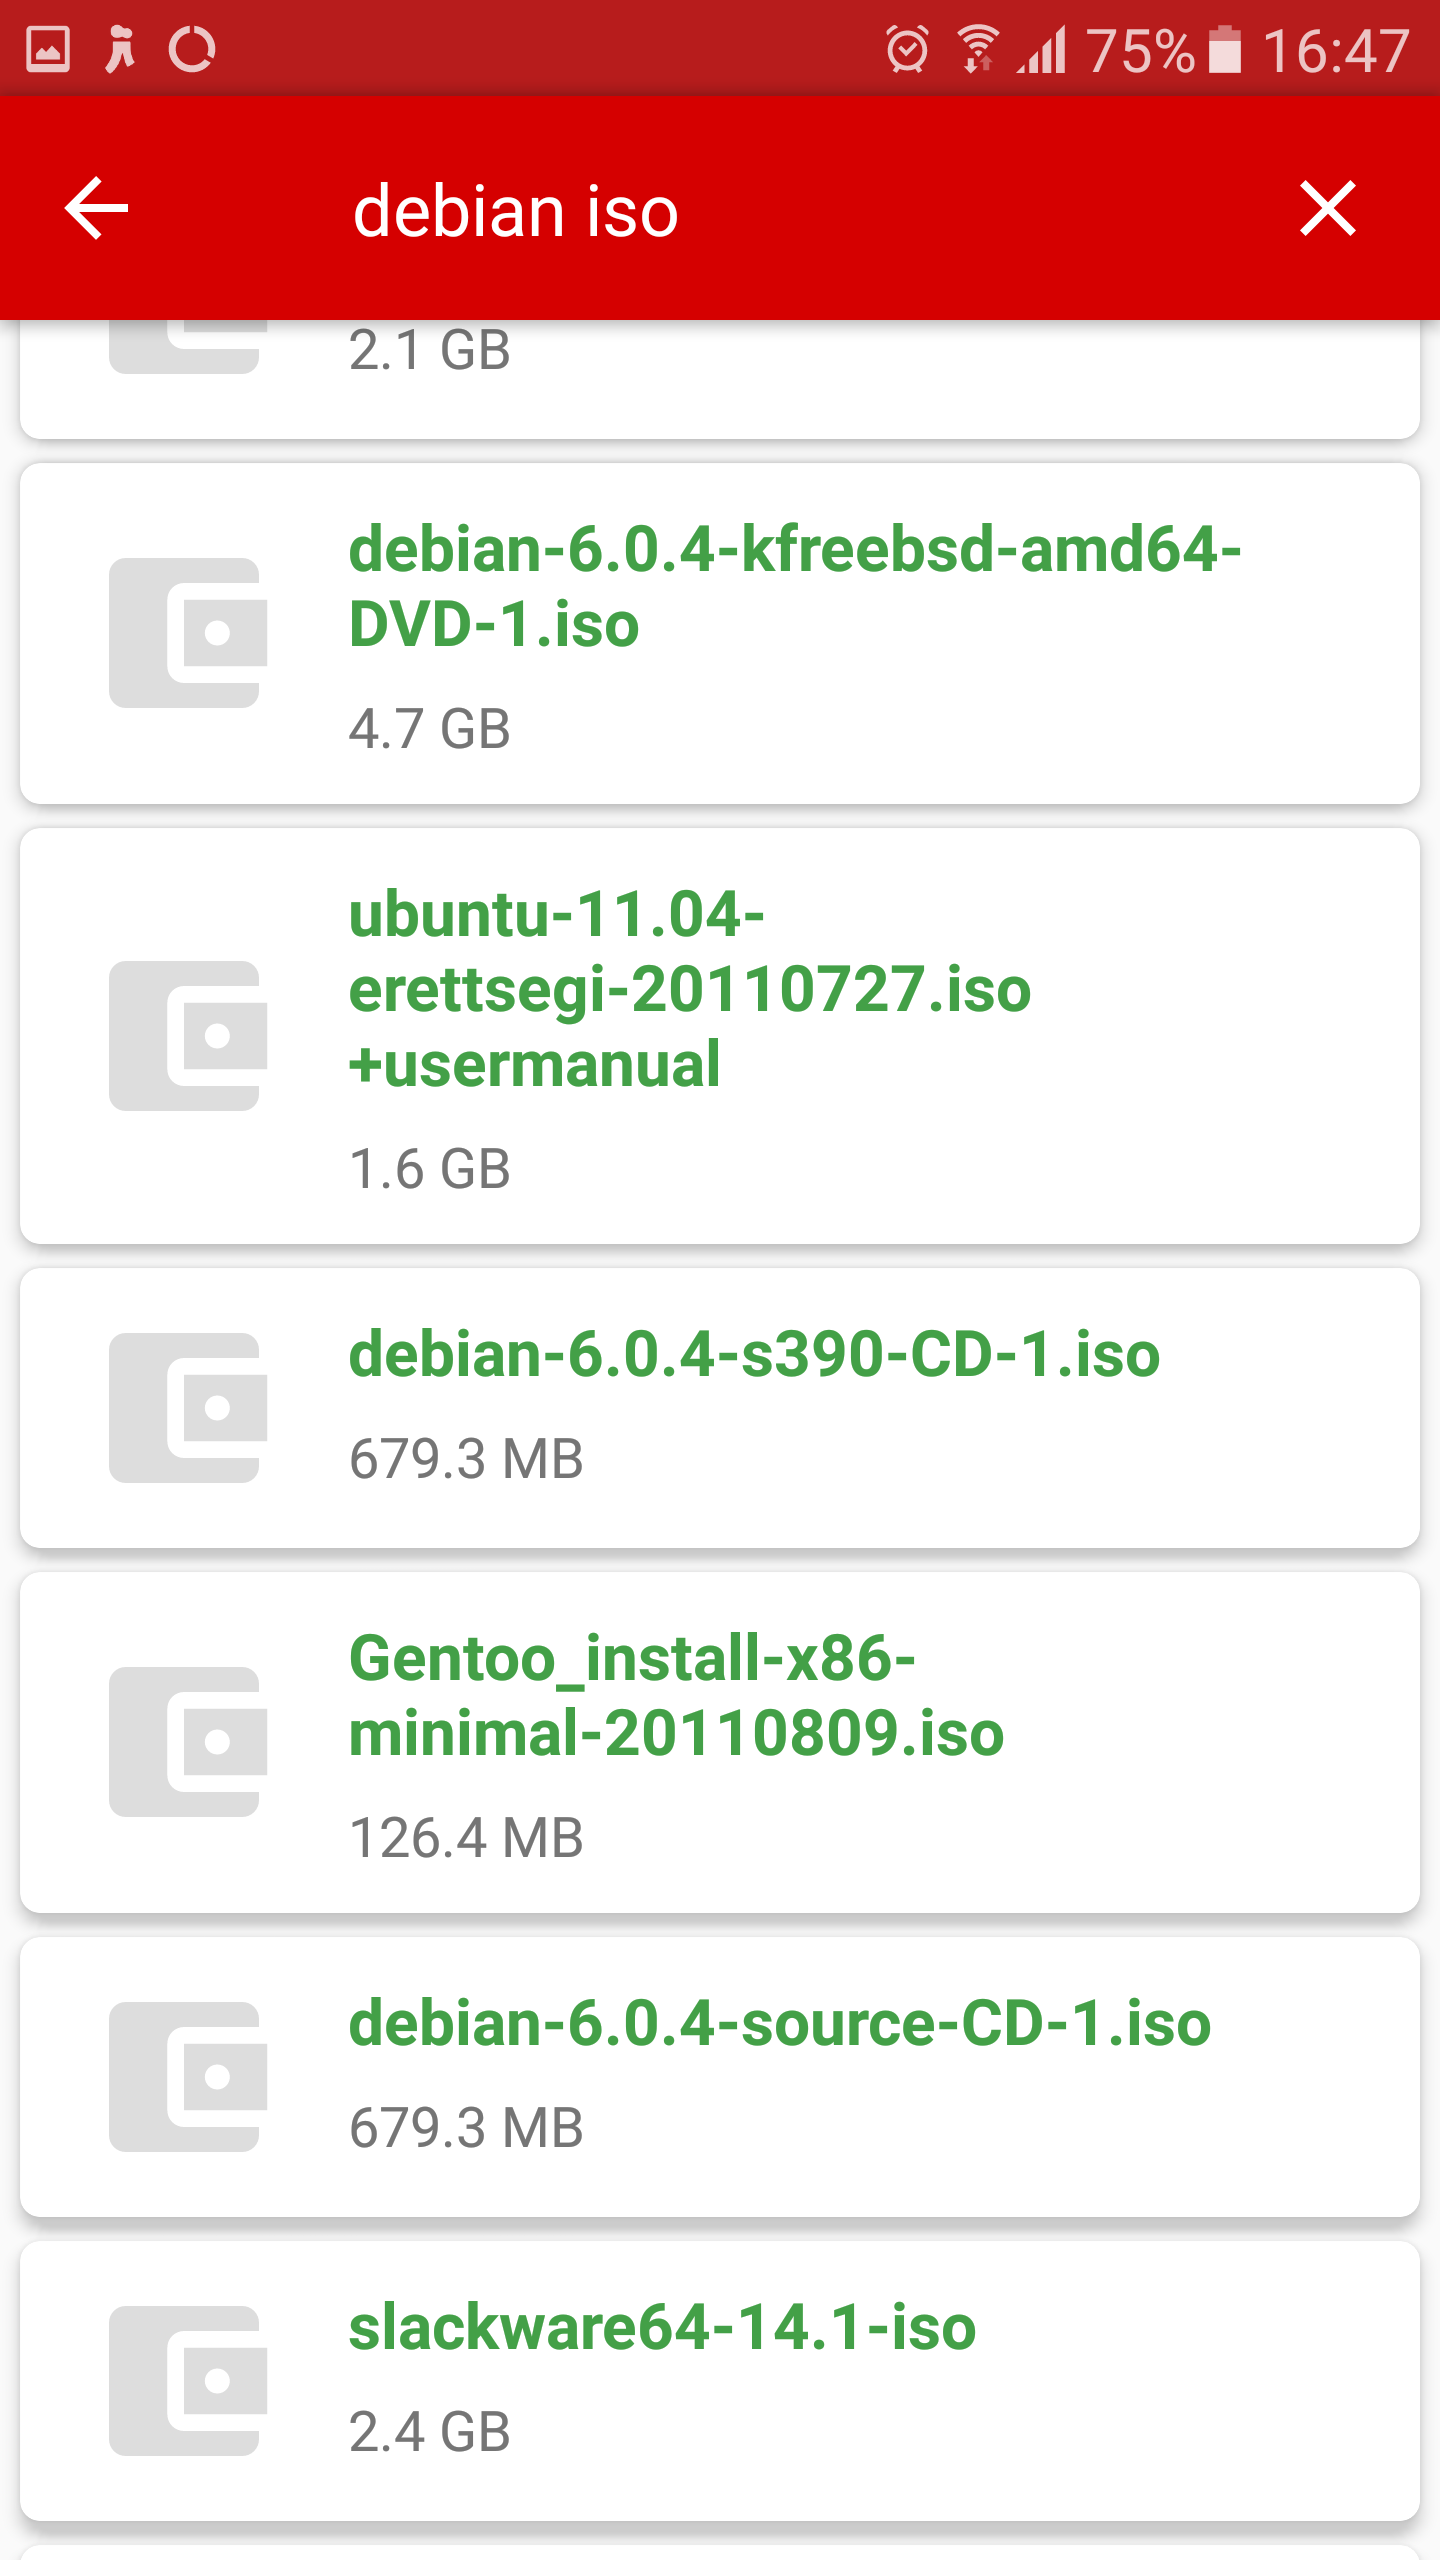 75% 16:47
debian iso
2.1 GB
debian-6.0.4-kfreebsd-amd64-
DVD-1.iso
4.7 GB
ubuntu-11.04-
erettsegi-20110727.iso
+usermanual
1.6 GB
debian-6.0.4-s390-CD-1.iso
679.3 MB
Gentoo_install-x86-
minimal-20110809.iso
126.4 MB
debian-6.0.4-source-CD-1.iso
679.3 MB
slackware64-14.1-iso
2.4 GB